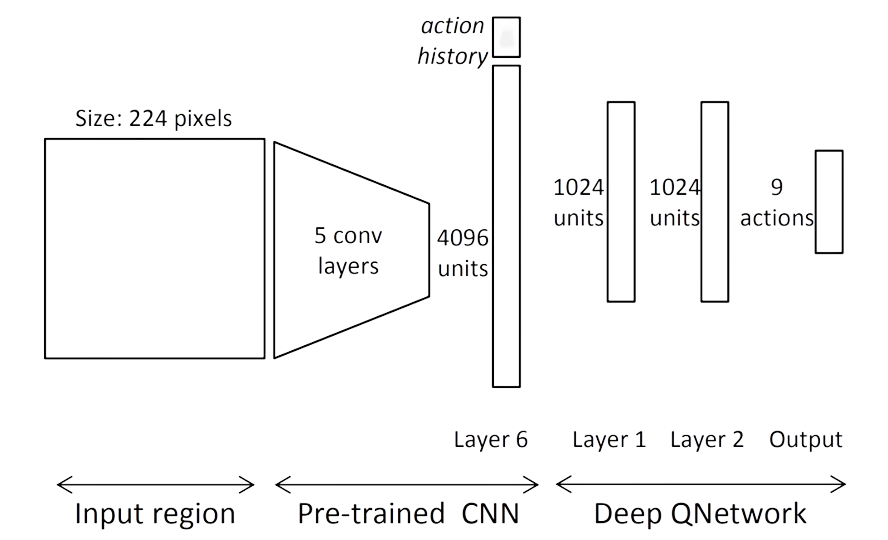 action
history
Size: 224 pixels
5 conv
layers
4096
units
1024
units
1024
units
9
actions
Layer 6
Layer 1
Layer 2
Output
Input region
Pre-trained CNN
Deep QNetwork